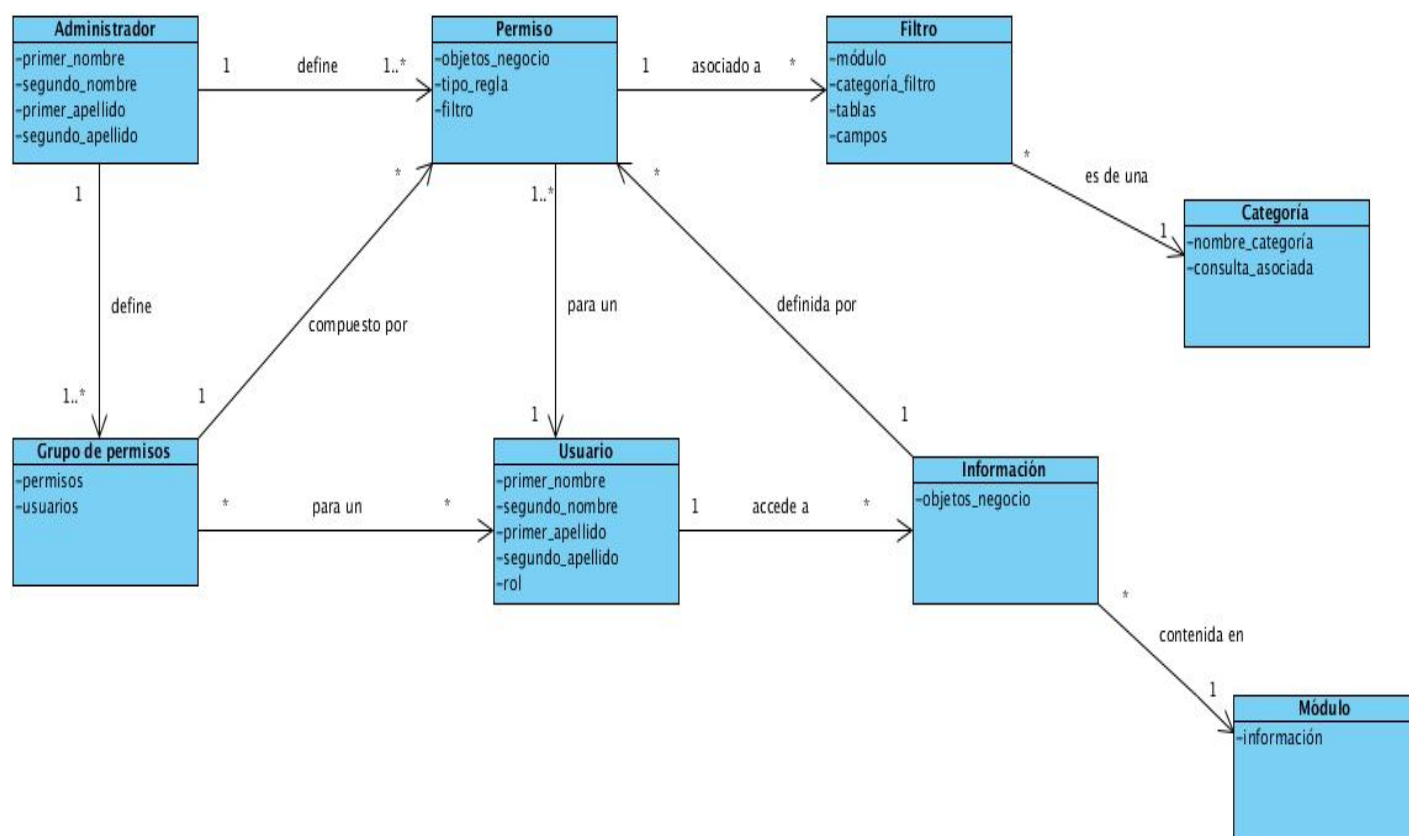 Administrador
-primer_nombre
-segundo_nombre
-primer_apellido
-segundo_apellido
1 define 1..*
Permiso
-objetos_negocio
-tipo_regla
-filtro
1 asociado a *
Filtro
-módulo
-categoría_filtro
-tablas
-campos
*
es de una
1
Categoría
-nombre_categoría
-consulta_asociada
1
define
1..*
*
compuesto por
1
1..*
para un
1
*
definida por
1
Grupo de permisos
-permisos
-usuarios
* para un *
Usuario
-primer_nombre
-segundo_nombre
-primer_apellido
-segundo_apellido
-rol
1 accede a *
Información
-objetos_negocio
*
contenida en
1
Módulo
-información